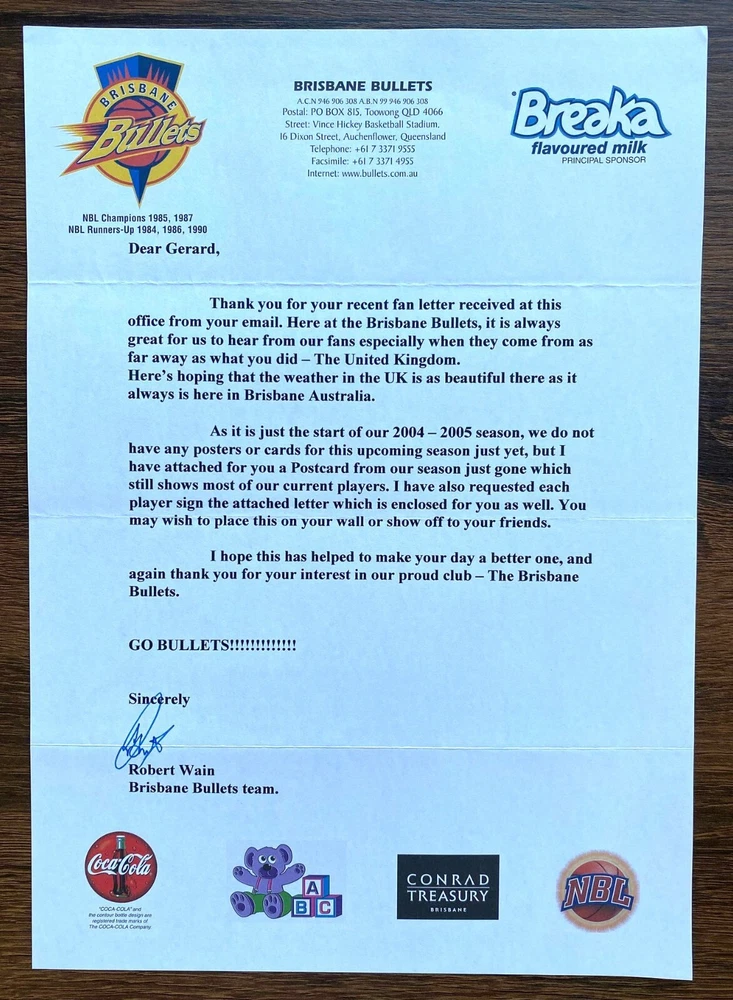 BRISBANE
Bullets
NBL Champions 1985, 1987
NBL Runners-Up 1984, 1986, 1990
BRISBANE BULLETS
A.C.N 946 906 308 A.B.N 99 946 906 308
Postal: PO BOX 815, Toowong QLD 4066
Street: Vince Hickey Basketball Stadium,
16 Dixon Street, Auchenflower, Queensland
Telephone: +61 7 3371 9555
Facsimile: +61 7 3371 4955
Internet: www.bullets.com.au
Breaka
flavoured milk
PRINCIPAL SPONSOR
Dear Gerard,
Thank you for your recent fan letter received at this
office from your email. Here at the Brisbane Bullets, it is always
great for us to hear from our fans especially when they come from as
far away as what you did – The United Kingdom.
Here's hoping that the weather in the UK is as beautiful there as it
always is here in Brisbane Australia.
As it is just the start of our 2004 – 2005 season, we do not
have any posters or cards for this upcoming season just yet, but I
have attached for you a Postcard from our season just gone which
still shows most of our current players. I have also requested each
player sign the attached letter which is enclosed for you as well. You
may wish to place this on your wall or show off to your friends.
I hope this has helped to make your day a better one, and
again thank you for your interest in our proud club – The Brisbane
Bullets.
GO BULLETS!!!!!!!!!!!!!
Sincerely
Robert Wain
Brisbane Bullets team.
Coca-Cola
"COCA-COLA" and
the contour bottle design are
registered trade marks of
The COCA-COLA Company
A
B C
CONRAD
TREASURY
BRISBANE
NBL